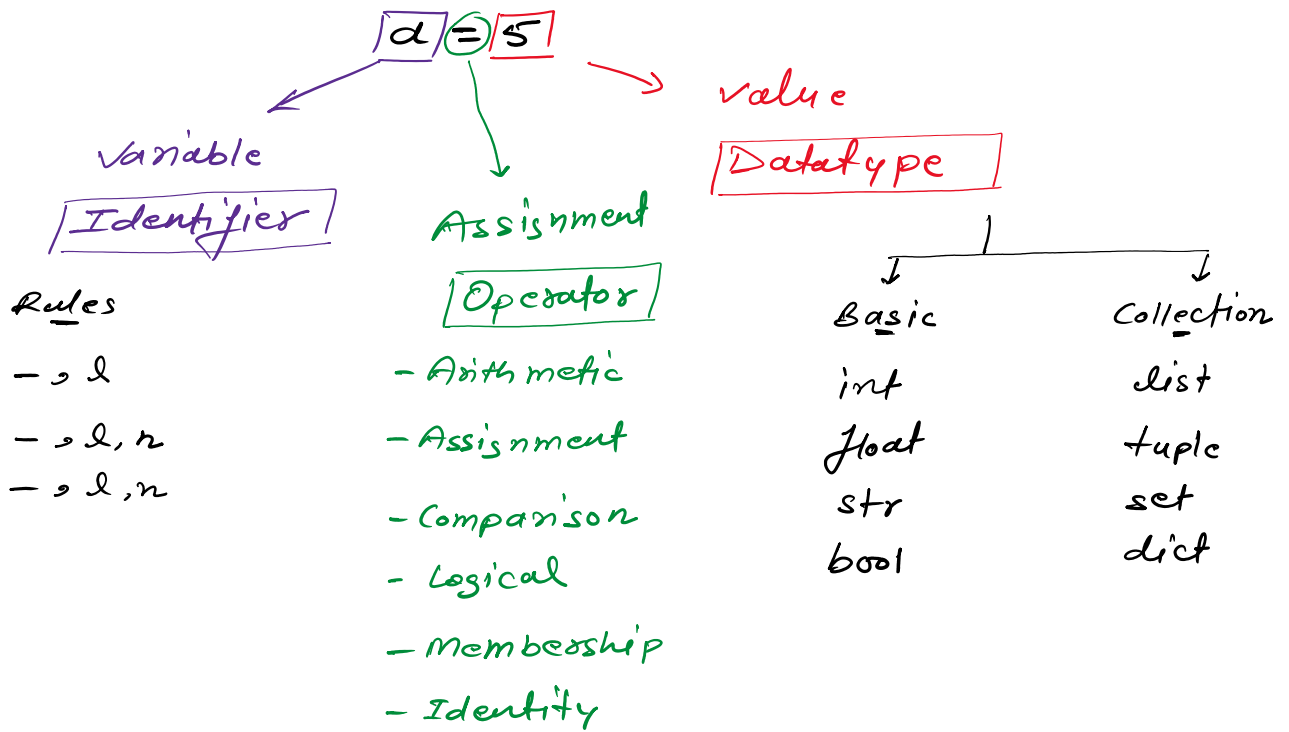 a = 5
Variable
Identifier
Rules
- , l
- , l, n
- , l, n
Assignment
Operator
- Arithmetic
- Assignment
- Comparison
- Logical
- Membership
- Identity
value
Datatype
Basic
int
float
str
bool
Collection
list
tuple
set
dict